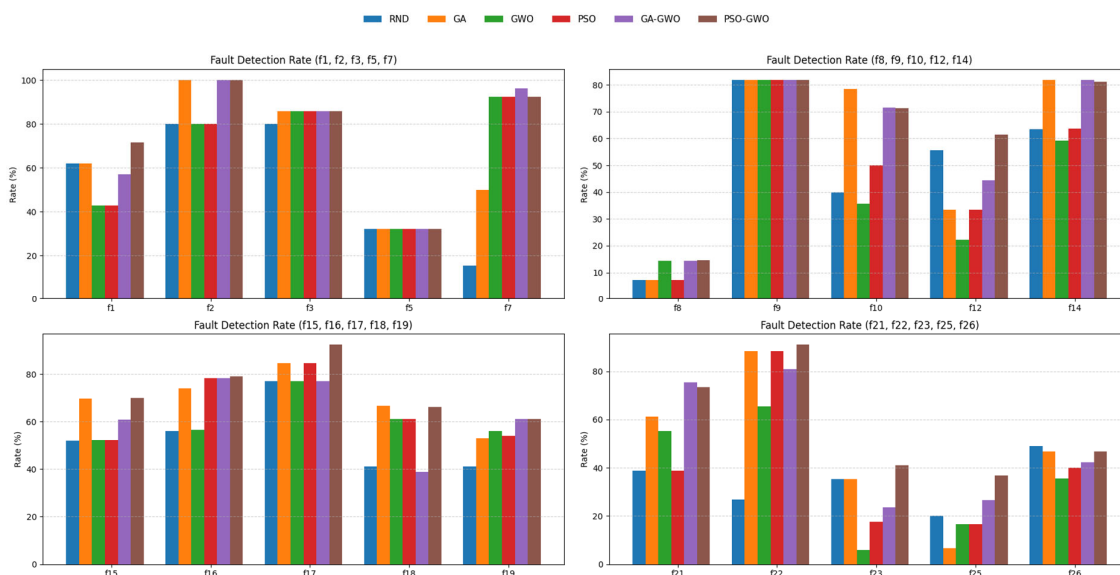 RND GA GWO PSO GA-GWO PSO-GWO
Fault Detection Rate (f1, f2, f3, f5, f7)
Rate (%)
100
80
60
40
20
0
f1 f2 f3 f5 f7
Fault Detection Rate (f8, f9, f10, f12, f14)
Rate (%)
80
70
60
50
40
30
20
10
0
f8 f9 f10 f12 f14
Fault Detection Rate (f15, f16, f17, f18, f19)
Rate (%)
80
60
40
20
0
f15 f16 f17 f18 f19
Fault Detection Rate (f21, f22, f23, f25, f26)
Rate (%)
80
60
40
20
0
f21 f22 f23 f25 f26